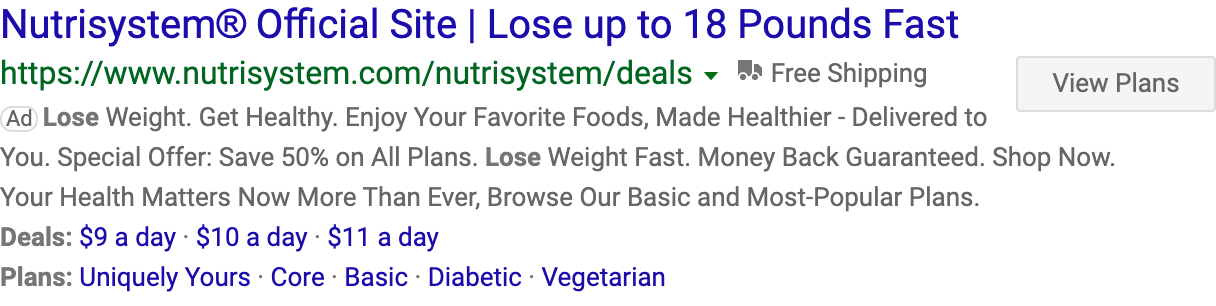 Nutrisystem® Official Site | Lose up to 18 Pounds Fast
https://www.nutrisystem.com/nutrisystem/deals Free Shipping
View Plans
Ad Lose Weight. Get Healthy. Enjoy Your Favorite Foods, Made Healthier - Delivered to
You. Special Offer: Save 50% on All Plans. Lose Weight Fast. Money Back Guaranteed. Shop Now.
Your Health Matters Now More Than Ever, Browse Our Basic and Most-Popular Plans.
Deals: $9 a day · $10 a day · $11 a day
Plans: Uniquely Yours · Core · Basic · Diabetic · Vegetarian